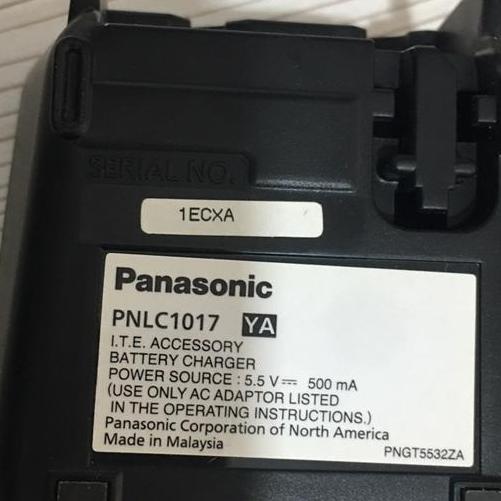 SERIAL NO.
1ECXA
Panasonic
PNLC1017 YA
I.T.E. ACCESSORY
BATTERY CHARGER
POWER SOURCE : 5.5 V⎓ 500 mA
(USE ONLY AC ADAPTOR LISTED
IN THE OPERATING INSTRUCTIONS.)
Panasonic Corporation of North America
Made in Malaysia
PNGT5532ZA